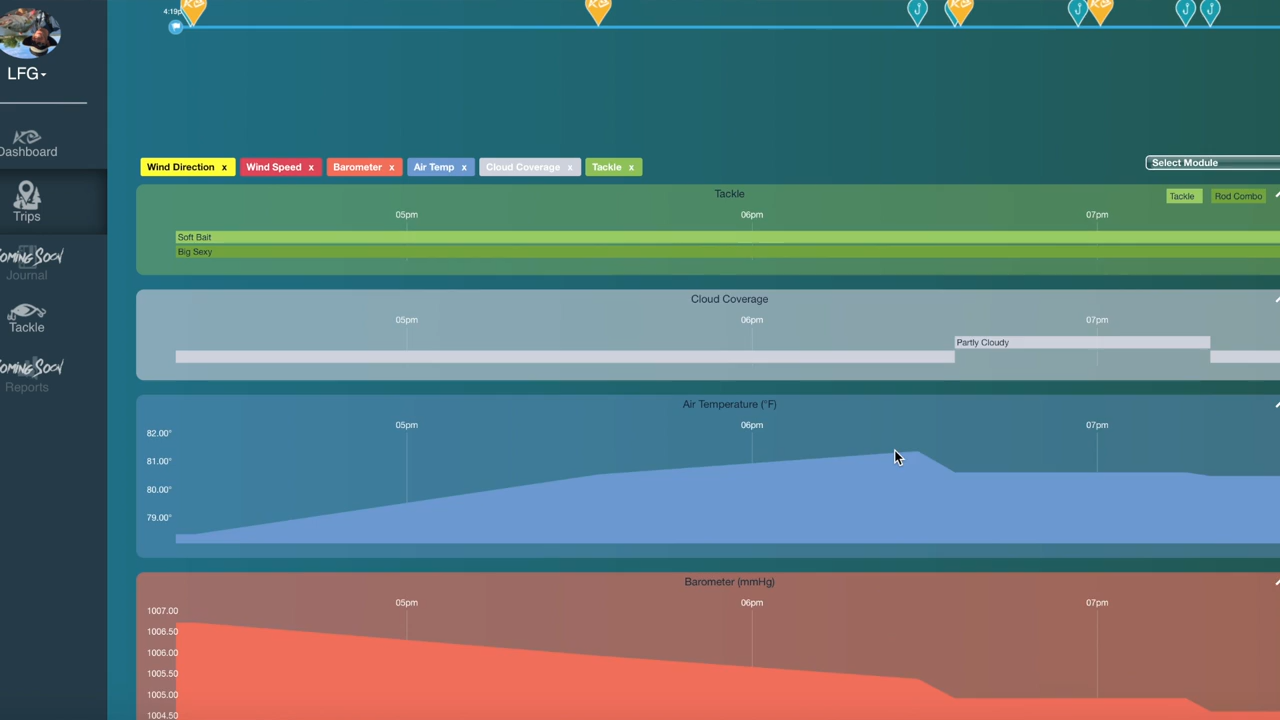 4:19p
LFG
Dashboard
Trips
COMING SOON
Journal
Tackle
COMING SOON
Reports
Wind Direction x
Wind Speed x
Barometer x
Air Temp x
Cloud Coverage x
Tackle x
Select Module
Tackle
Tackle
Rod Combo
05pm
06pm
07pm
Soft Bait
Big Sexy
Cloud Coverage
05pm
06pm
07pm
Partly Cloudy
Air Temperature (°F)
05pm
06pm
07pm
82.00°
81.00°
80.00°
79.00°
Barometer (mmHg)
05pm
06pm
07pm
1007.00
1006.50
1006.00
1005.50
1005.00
1004.50